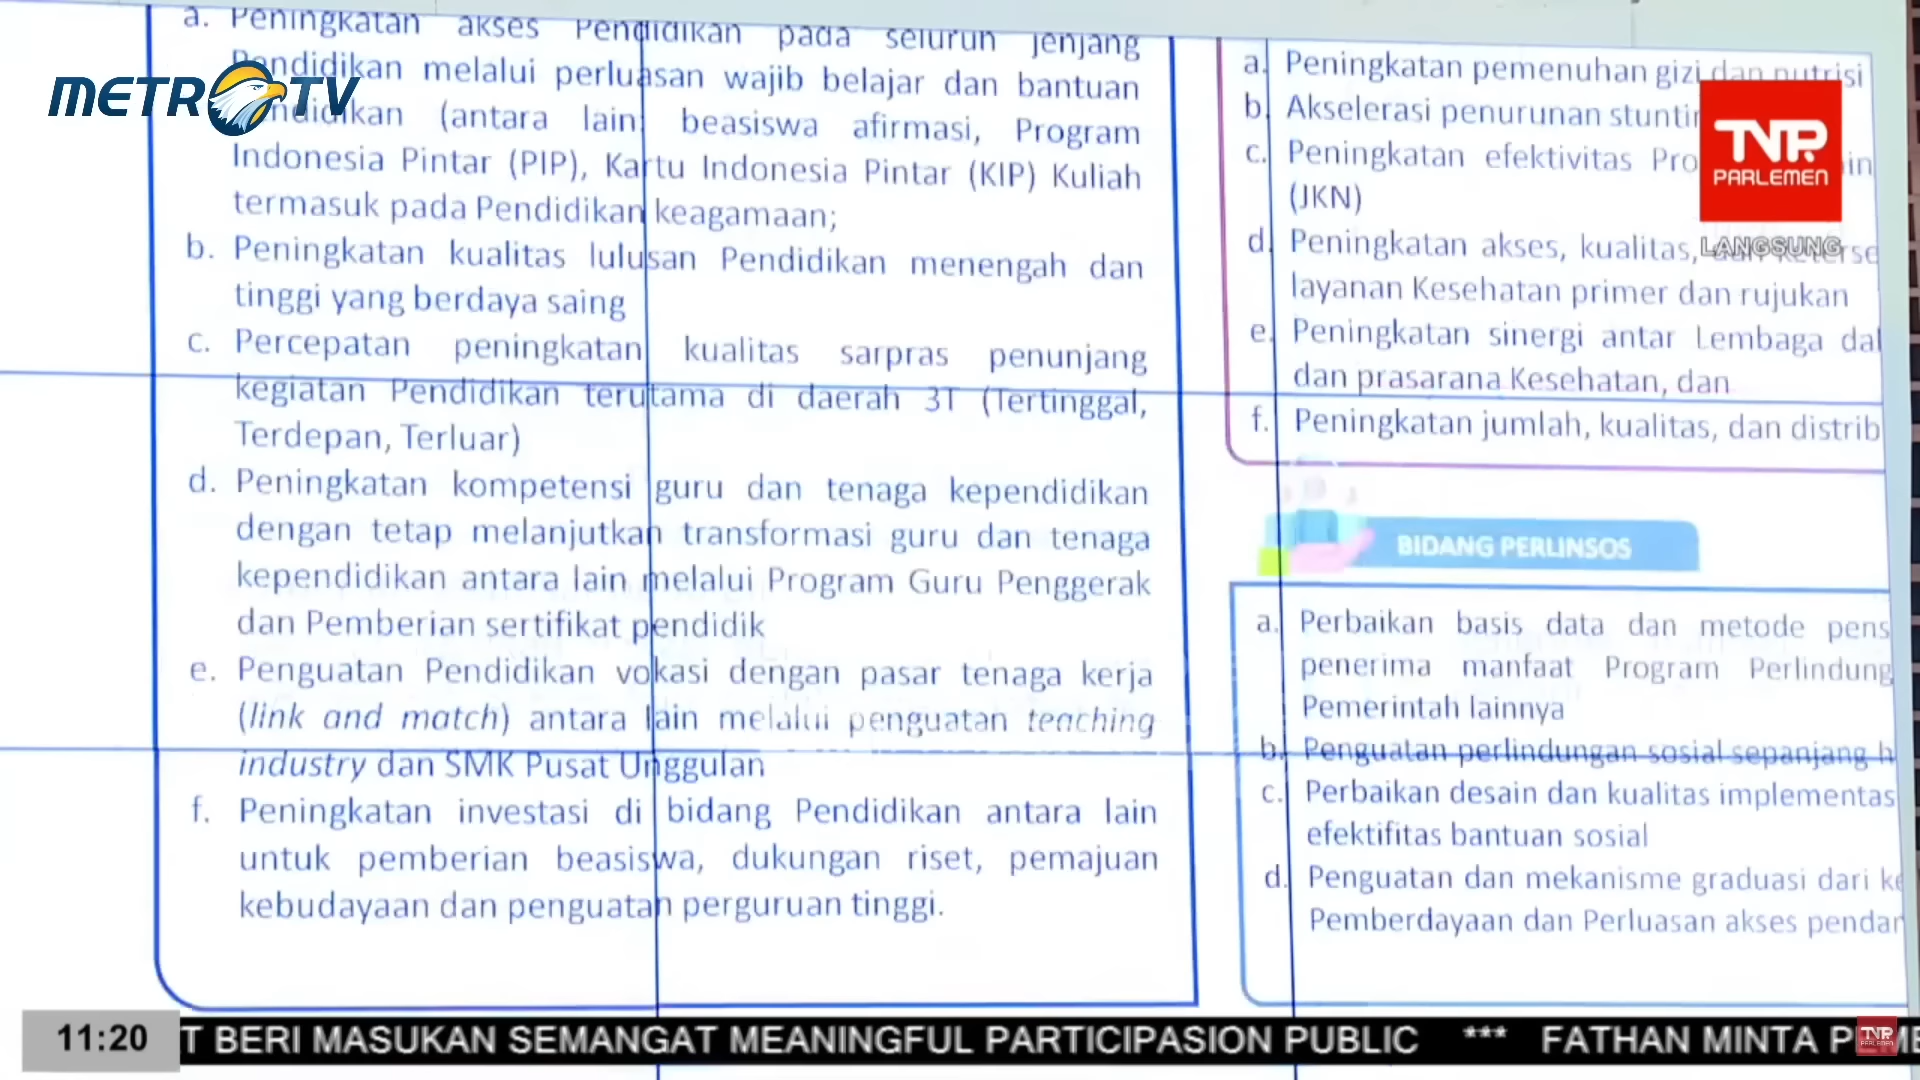 a. Peningkatan akses Pendidikan pada seluruh jenjang
Pendidikan melalui perluasan wajib belajar dan bantuan
Pendidikan (antara lain: beasiswa afirmasi, Program
Indonesia Pintar (PIP), Kartu Indonesia Pintar (KIP) Kuliah
termasuk pada Pendidikan keagamaan;
b. Peningkatan kualitas lulusan Pendidikan menengah dan
tinggi yang berdaya saing
c. Percepatan peningkatan kualitas sarpras penunjang
kegiatan Pendidikan terutama di daerah 3T (Tertinggal,
Terdepan, Terluar)
d. Peningkatan kompetensi guru dan tenaga kependidikan
dengan tetap melanjutkan transformasi guru dan tenaga
kependidikan antara lain melalui Program Guru Penggerak
dan Pemberian sertifikat pendidik
e. Penguatan Pendidikan vokasi dengan pasar tenaga kerja
(link and match) antara lain melalui penguatan teaching
industry dan SMK Pusat Unggulan
f. Peningkatan investasi di bidang Pendidikan antara lain
untuk pemberian beasiswa, dukungan riset, pemajuan
kebudayaan dan penguatan perguruan tinggi.
METRO TV
a. Peningkatan pemenuhan gizi dan nutrisi
b. Akselerasi penurunan stuntin
c. Peningkatan efektivitas Pro
(JKN)
d. Peningkatan akses, kualitas,
layanan Kesehatan primer dan rujukan
e. Peningkatan sinergi antar Lembaga dal
dan prasarana Kesehatan, dan
f. Peningkatan jumlah, kualitas, dan distrib
TVR
PARLEMEN
LANGSUNG
BIDANG PERLINSOS
a. Perbaikan basis data dan metode pens
penerima manfaat Program Perlindung
Pemerintah lainnya
b. Penguatan perlindungan sosial sepanjang h
c. Perbaikan desain dan kualitas implementas
efektifitas bantuan sosial
d. Penguatan dan mekanisme graduasi dari ke
Pemberdayaan dan Perluasan akses pendan
11:20
T BERI MASUKAN SEMANGAT MEANINGFUL PARTICIPASION PUBLIC *** FATHAN MINTA